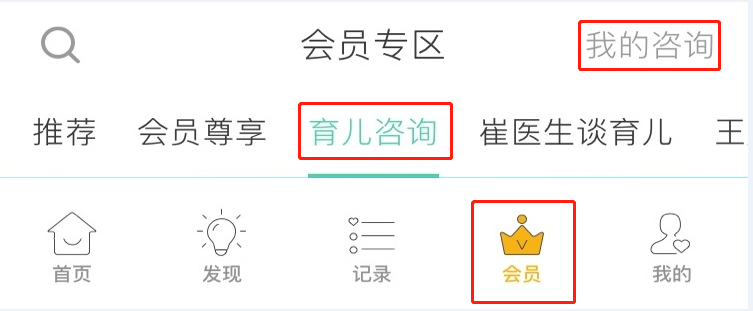 会员专区 我的咨询
推荐 会员尊享 育儿咨询 崔医生谈育儿 王
首页 发现 记录 会员 我的